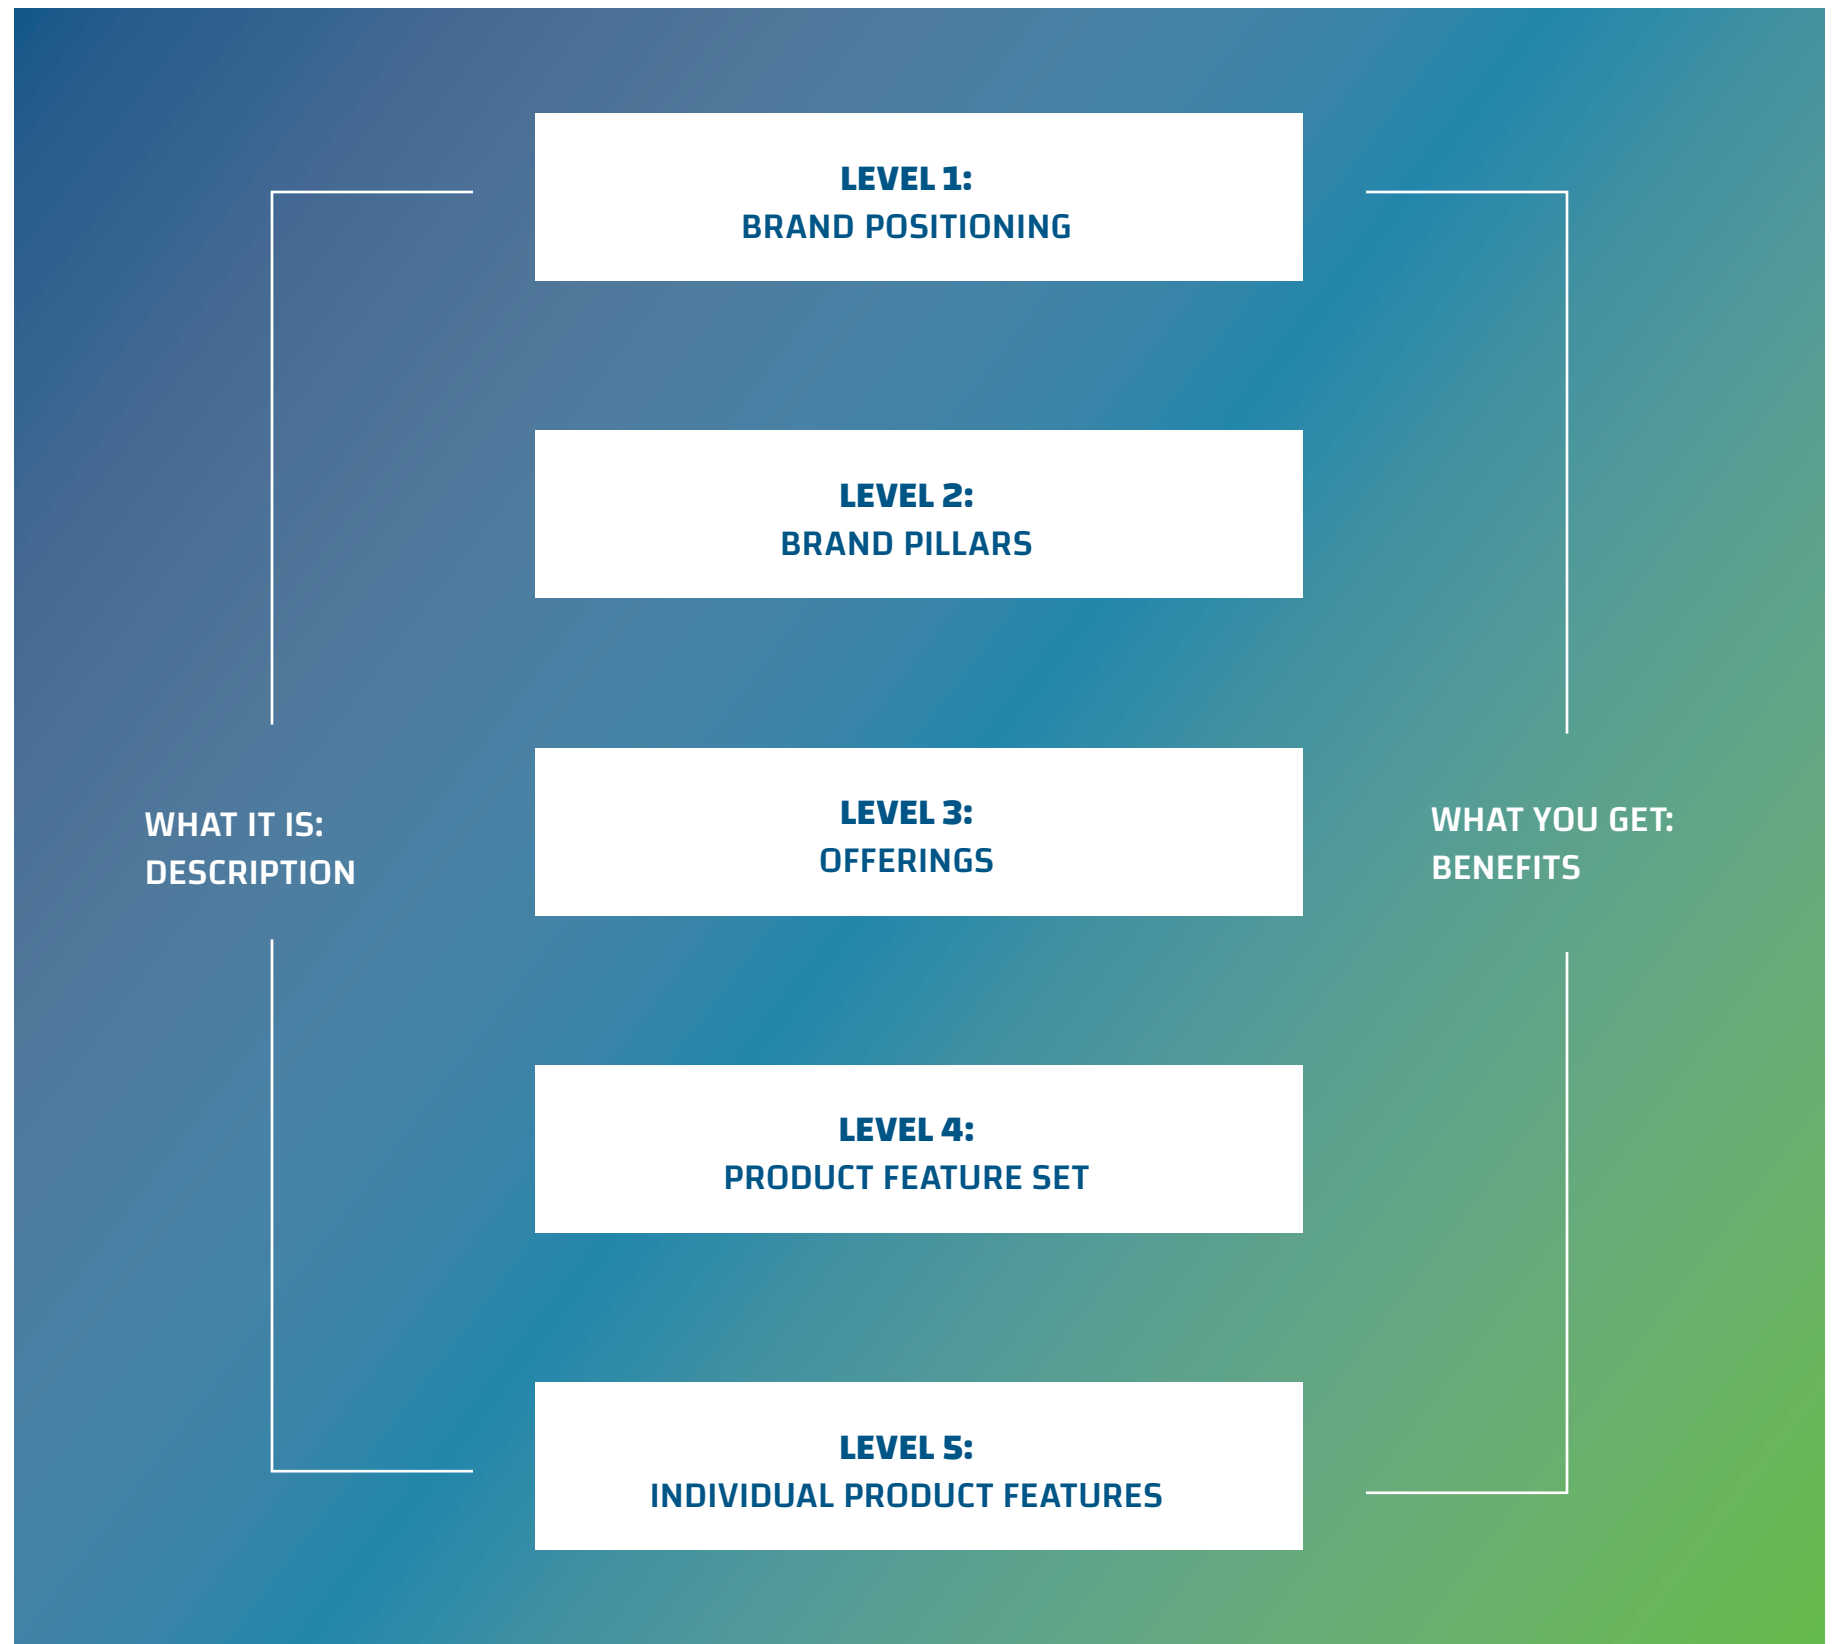 LEVEL 1:
BRAND POSITIONING
LEVEL 2:
BRAND PILLARS
WHAT IT IS:
DESCRIPTION
LEVEL 3:
OFFERINGS
WHAT YOU GET:
BENEFITS
LEVEL 4:
PRODUCT FEATURE SET
LEVEL 5:
INDIVIDUAL PRODUCT FEATURES